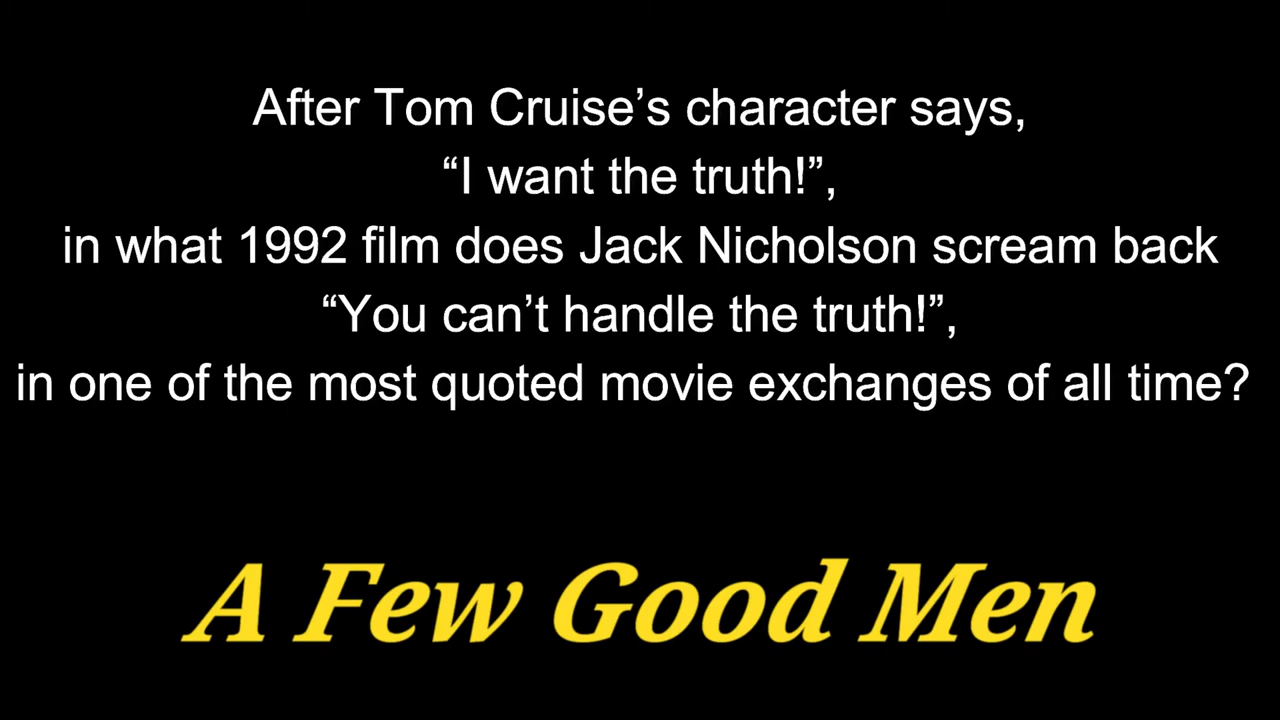 After Tom Cruise’s character says,
“I want the truth!”,
in what 1992 film does Jack Nicholson scream back
“You can’t handle the truth!”,
in one of the most quoted movie exchanges of all time?
A Few Good Men